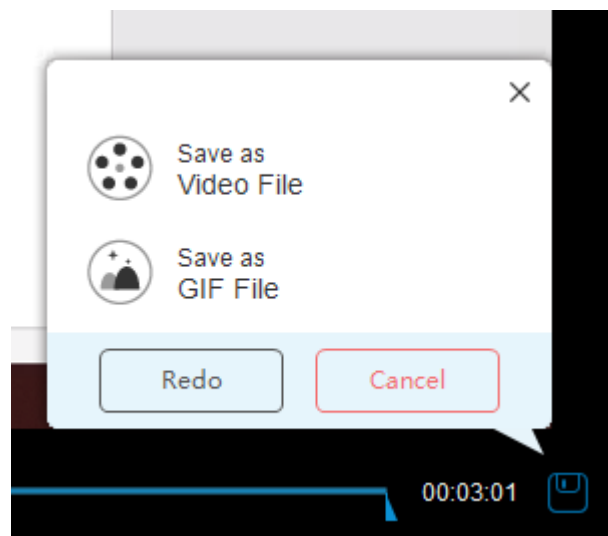 Save as
Video File
Save as
GIF File
Redo
Cancel
00:03:01